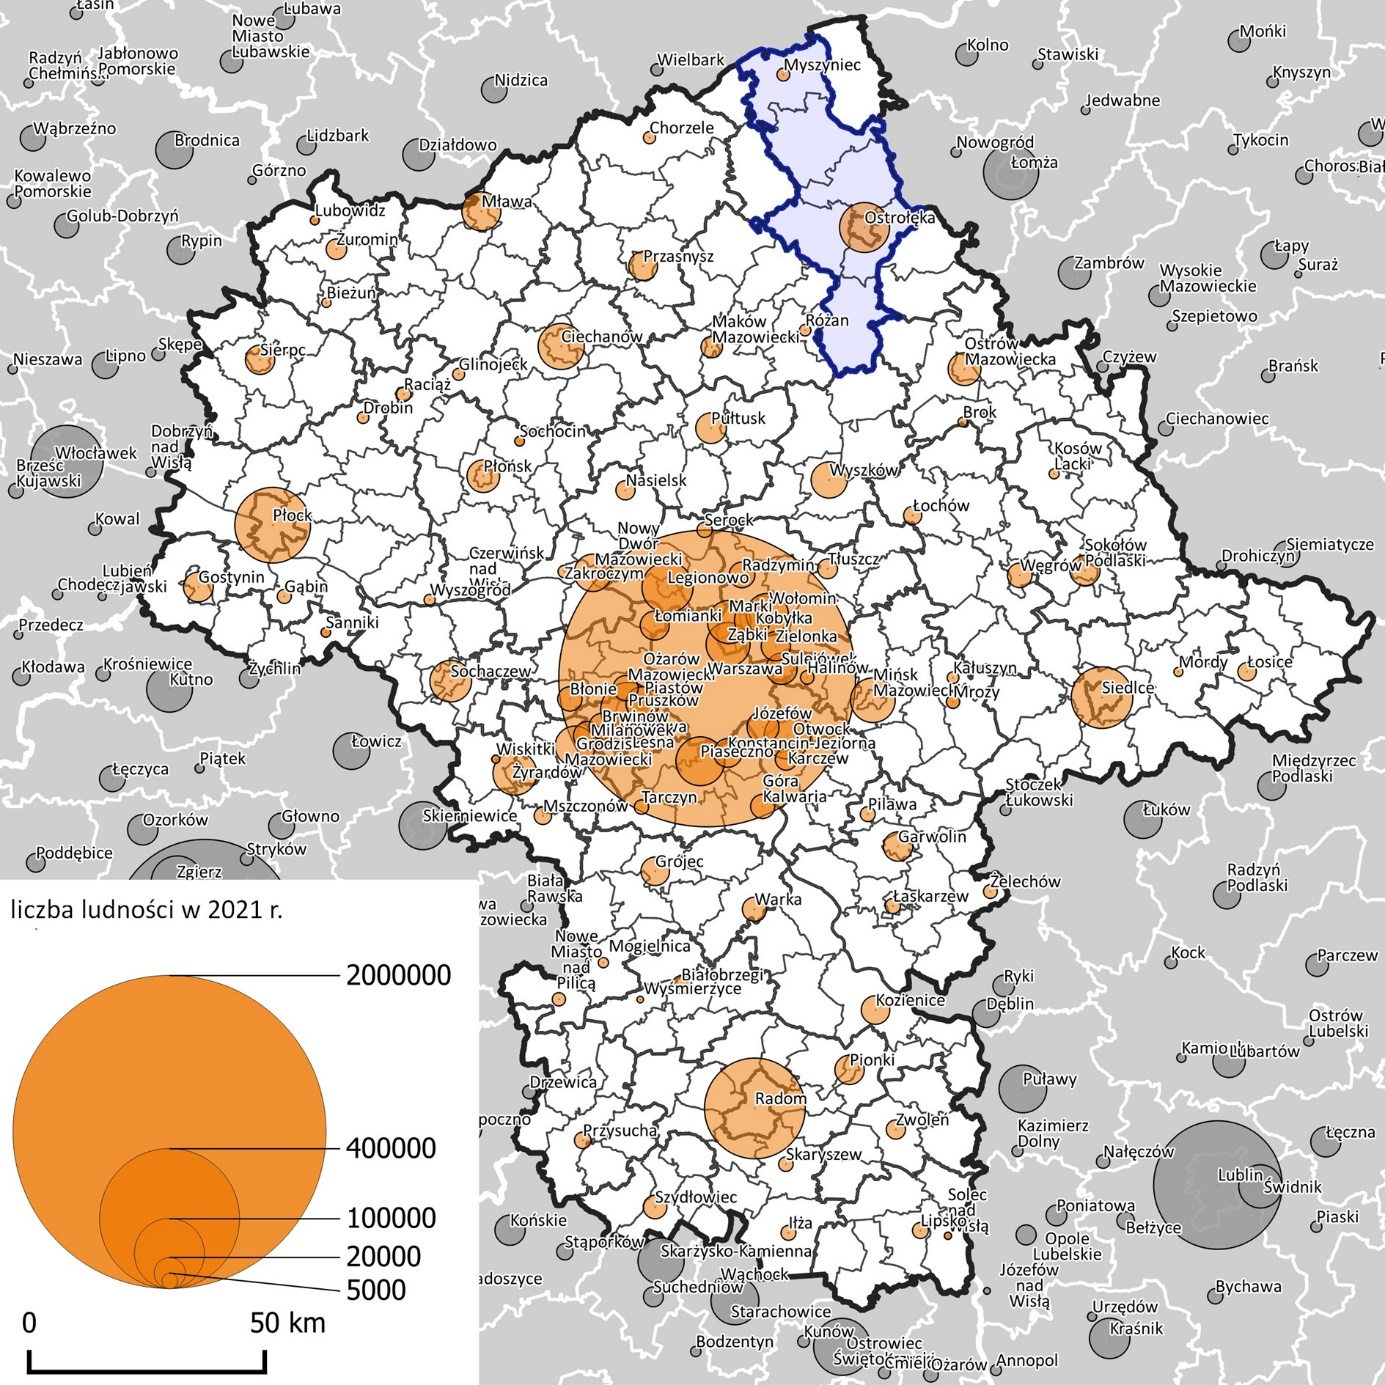 Łasin
Lubawa
Nowe
Miasto
Lubawskie
Radzyń
Chełmiński
Jabłonowo
Pomorskie
Wielbark
Kolno
Stawiski
Mońki
Knyszyn
Nidzica
Myszyniec
Jedwabne
Wąbrzeźno
Brodnica
Lidzbark
Działdowo
Chorzele
Nowogród
Łomża
Tykocin
Górzno
Kowalewo
Pomorskie
Golub-Dobrzyń
Rypin
Lubowidz
Mława
Ostrołęka
Żuromin
Przasnysz
Zambrów
Łapy
Suraż
Wysokie
Mazowieckie
Bieżuń
Szepietowo
Maków
Mazowiecki
Różan
Ciechanów
Ostrów
Mazowiecka
Czyżew
Brańsk
Nieszawa
Lipno
Skępe
Sierpc
Glinojeck
Raciąż
Drobin
Sochocin
Pułtusk
Brok
Ciechanowiec
Dobrzyń
nad
Wisłą
Włocławek
Brześć
Kujawski
Płońsk
Nasielsk
Wyszków
Kosów
Lacki
Kowal
Płock
Łochów
Serock
Nowy
Dwór
Mazowiecki
Zakroczym
Legionowo
Radzymin
Tłuszcz
Węgrów
Sokołów
Podlaski
Drohiczyn
Siemiatycze
Czerwińsk
nad
Wisłą
Wyszogród
Gostynin
Gąbin
Sanniki
Przedecz
Kłodawa
Krośniewice
Kutno
Żychlin
Wołomin
Marki
Kobyłka
Łomianki
Ząbki
Zielonka
Ożarów
Mazowiecki
Warszawa
Sulejówek
Halinów
Mińsk
Mazowiecki
Kałuszyn
Mrozy
Siedlce
Mordy
Łosice
Sochaczew
Błonie
Piastów
Pruszków
Brwinów
Milanówek
Grodzisk
Mazowiecki
Józefów
Otwock
Konstancin-Jeziorna
Piaseczno
Karczew
Wiskitki
Żyrardów
Łowicz
Piątek
Łęczyca
Mszczonów
Tarczyn
Góra
Kalwaria
Pilawa
Stoczek
Łukowski
Międzyrzec
Podlaski
Łuków
Skierniewice
Ozorków
Głowno
Stryków
Poddębice
Zgierz
Garwolin
Grójec
Warka
Łaskarzew
Żelechów
Radzyń
Podlaski
Biała
Rawska
Nowe
Miasto
nad
Pilicą
Mogielnica
Białobrzegi
Wyśmierzyce
Kozienice
Ryki
Dęblin
Kock
Parczew
Ostrów
Lubelski
Lubartów
Drzewica
Pionki
Radom
Puławy
Kazimierz
Dolny
Nałęczów
Łęczna
Przysucha
Zwoleń
Skaryszew
Lublin
Świdnik
Szydłowiec
Iłża
Lipsko
Solec
nad
Wisłą
Poniatowa
Bełżyce
Piaski
Opole
Lubelskie
Końskie
Stąporków
Skarżysko-Kamienna
Suchedniów
Wąchock
Starachowice
Józefów
nad
Wisłą
Bychawa
Urzędów
Kraśnik
Bodzentyn
Kunów
Ostrowiec
Świętokrzyski
Ćmielów
Ożarów
Annopol
liczba ludności w 2021 r.
2000000
400000
100000
20000
5000
0
50 km